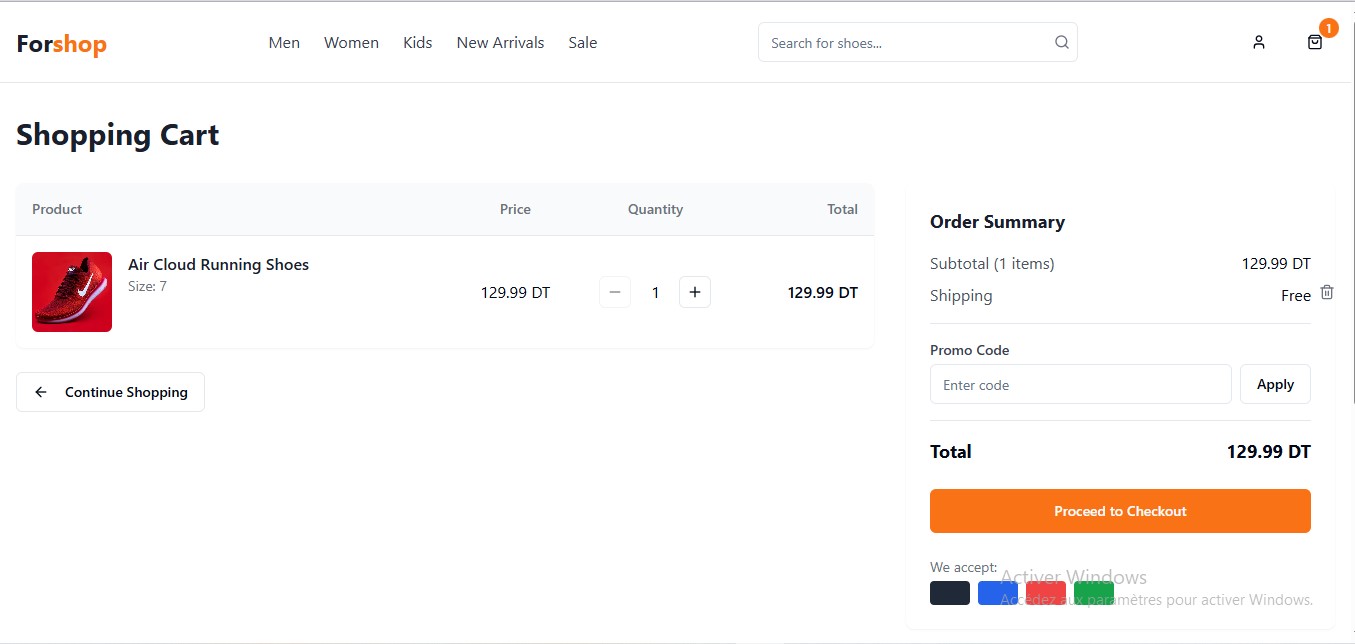 Forshop Men Women Kids New Arrivals Sale Search for shoes... 1
Shopping Cart
Product Price Quantity Total
Air Cloud Running Shoes
Size: 7
129.99 DT 1 129.99 DT
Continue Shopping
Order Summary
Subtotal (1 items) 129.99 DT
Shipping Free
Promo Code
Enter code Apply
Total 129.99 DT
Proceed to Checkout
We accept:
Activer Windows
Accédez aux paramètres pour activer Windows.